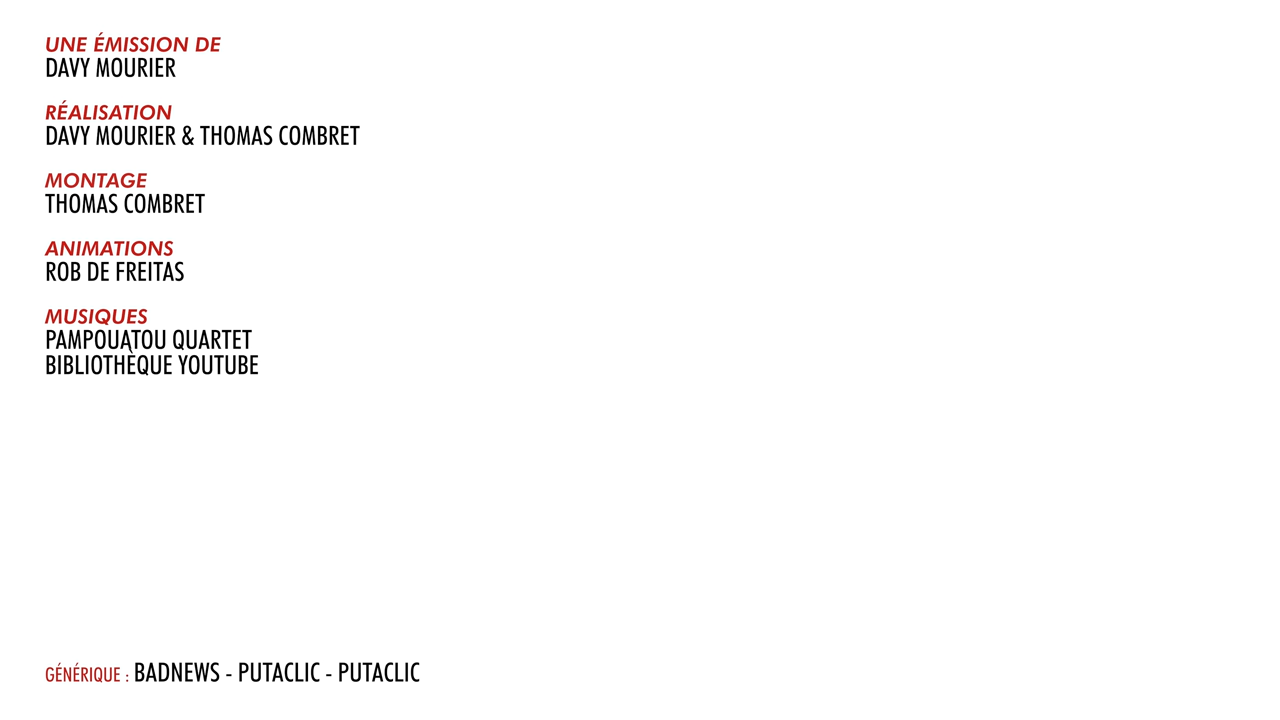 UNE ÉMISSION DE
DAVY MOURIER
RÉALISATION
DAVY MOURIER & THOMAS COMBRET
MONTAGE
THOMAS COMBRET
ANIMATIONS
ROB DE FREITAS
MUSIQUES
PAMPOUATOU QUARTET
BIBLIOTHÈQUE YOUTUBE
GÉNÉRIQUE : BADNEWS - PUTACLIC - PUTACLIC